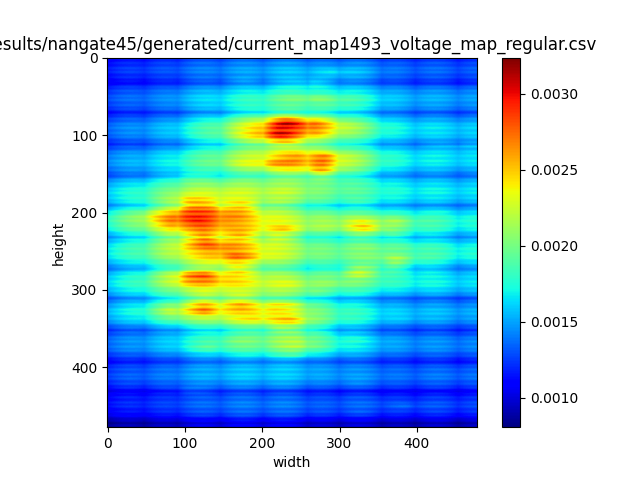 esults/nangate45/generated/current_map1493_voltage_map_regular.csv
0
100
200
300
400
height
0 100 200 300 400
width
0.0030
0.0025
0.0020
0.0015
0.0010